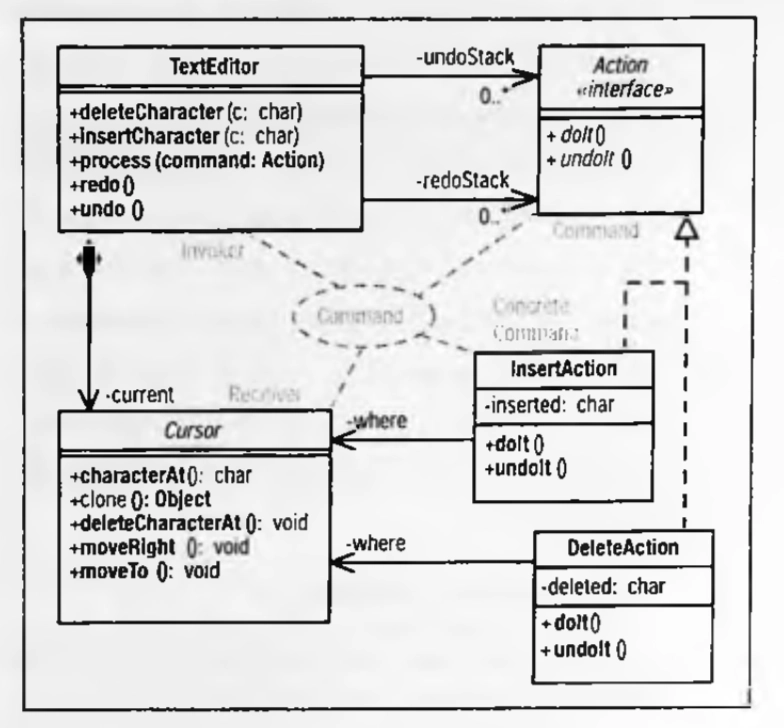 TextEditor
+deleteCharacter (c: char)
+insertCharacter (c: char)
+process (command: Action)
+redo ()
+undo ()
-undoStack
0..*
-redoStack
0..*
Action
«interface»
+ doIt ()
+ undoIt ()
Invoker
Command
Command
Concrete
Command
Receiver
-current
Cursor
+characterAt (): char
+clone (): Object
+deleteCharacterAt (): void
+moveRight (): void
+moveTo (): void
-where
InsertAction
-inserted: char
+doIt ()
+undoIt ()
-where
DeleteAction
-deleted: char
+ doIt ()
+ undoIt ()